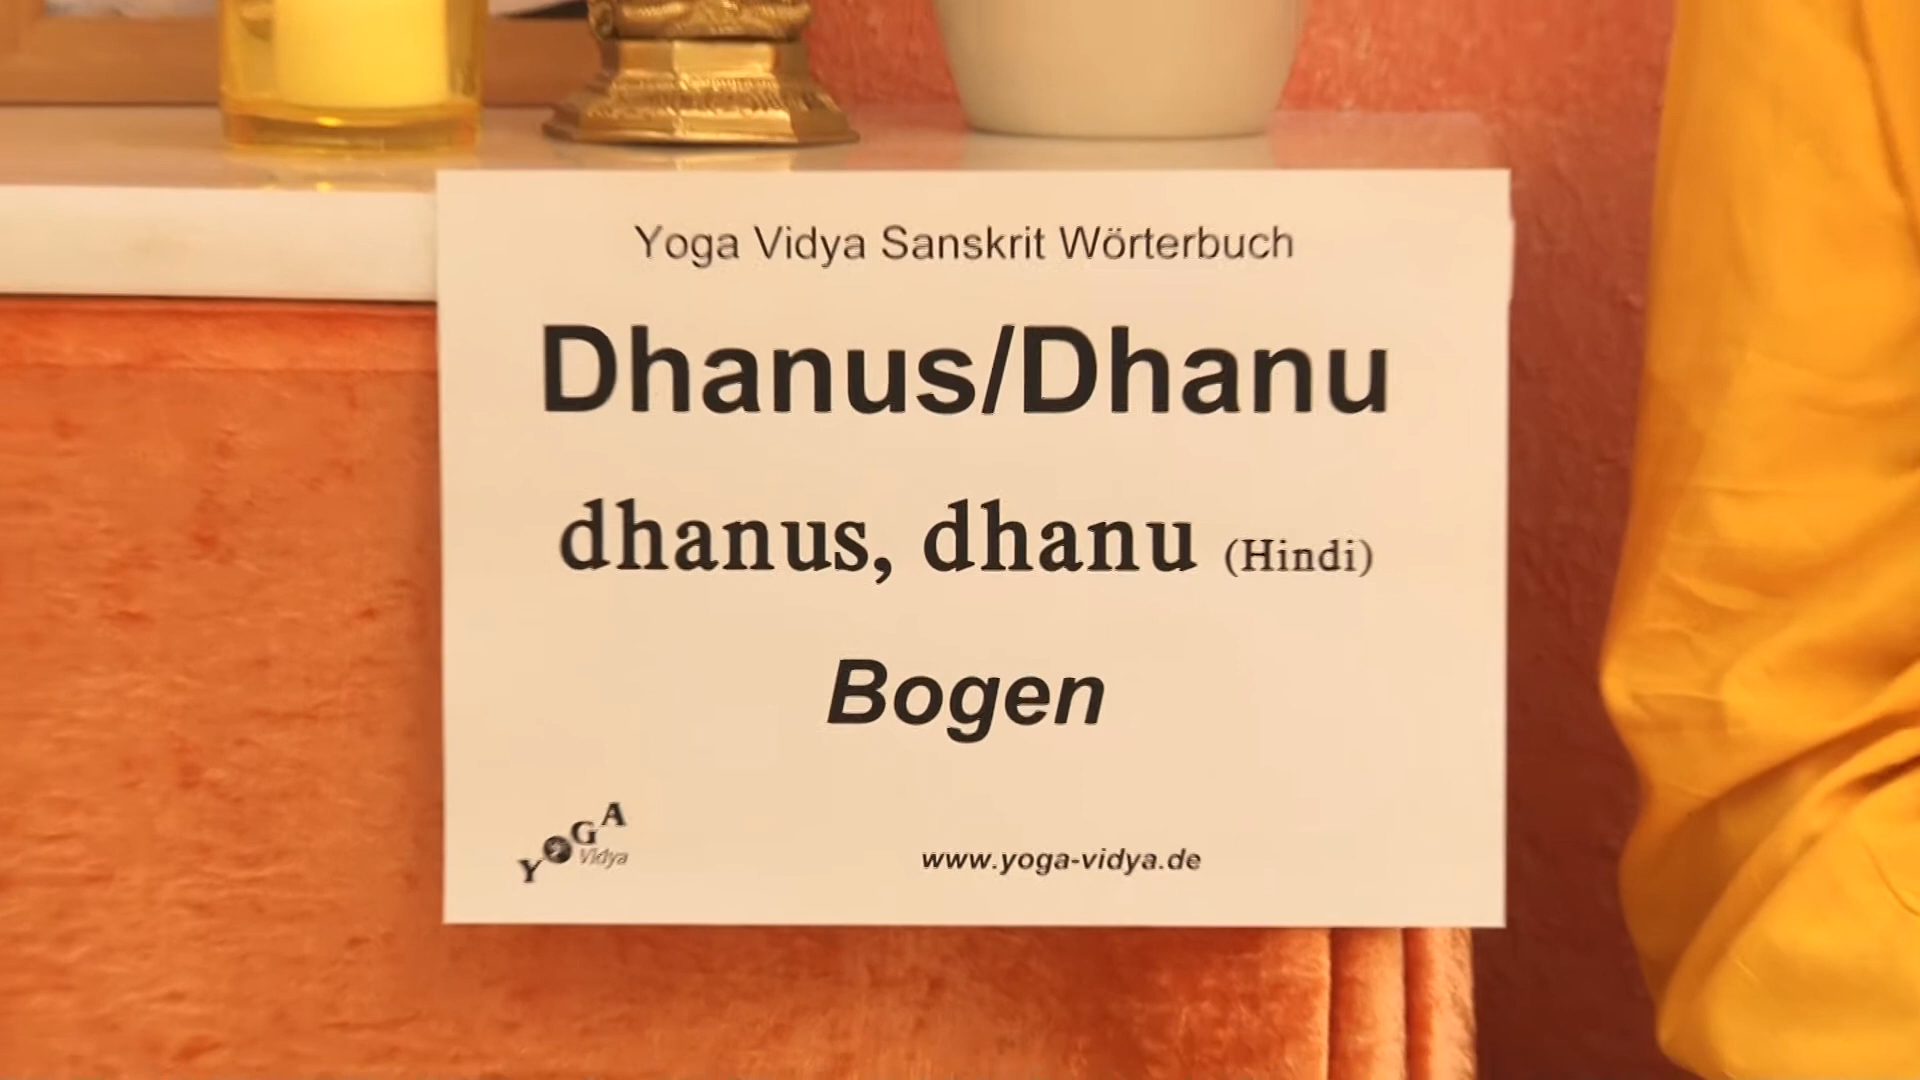 Yoga Vidya Sanskrit Wörterbuch
Dhanus/Dhanu
dhanus, dhanu (Hindi)
Bogen
YOGA
Vidya
www.yoga-vidya.de